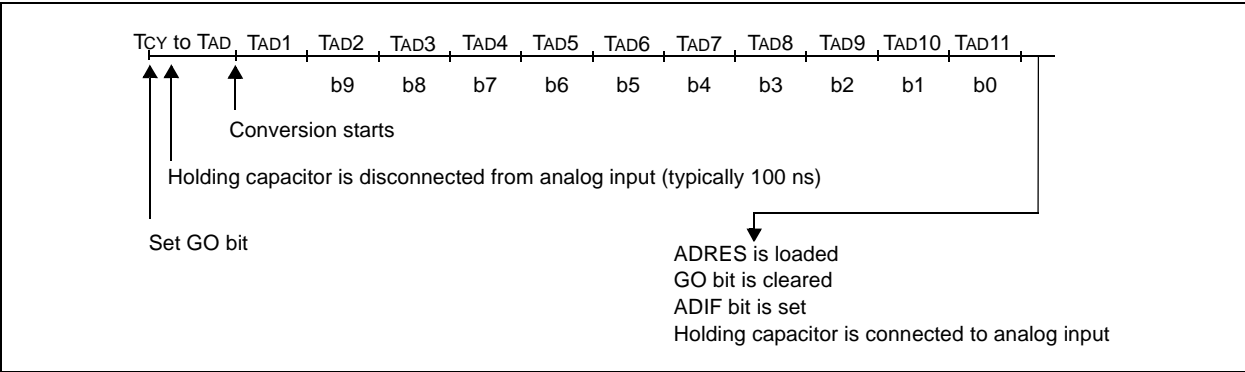 TCY to TAD TAD1 TAD2 TAD3 TAD4 TAD5 TAD6 TAD7 TAD8 TAD9 TAD10 TAD11
b9 b8 b7 b6 b5 b4 b3 b2 b1 b0
Conversion starts
Holding capacitor is disconnected from analog input (typically 100 ns)
Set GO bit
ADRES is loaded
GO bit is cleared
ADIF bit is set
Holding capacitor is connected to analog input